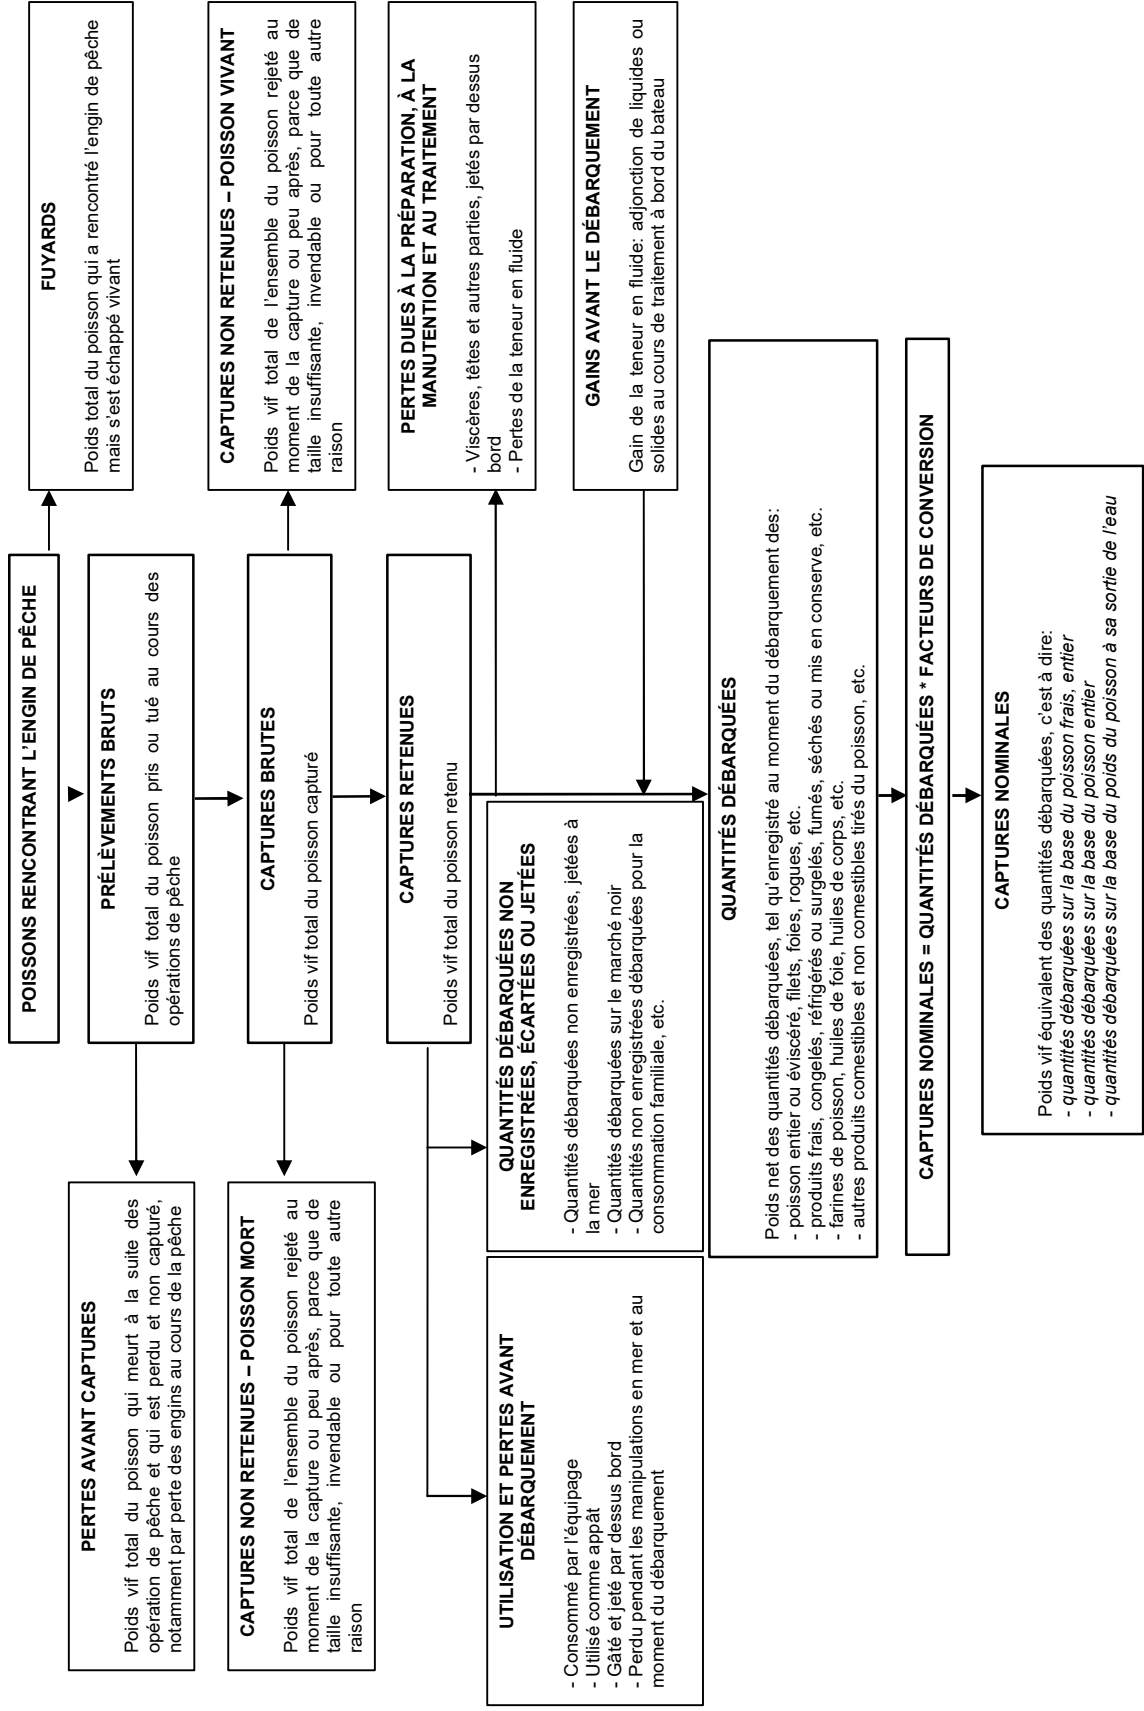 POISSONS RENCONTRANT L'ENGIN DE PÊCHE
FUYARDS
Poids total du poisson qui a rencontré l'engin de pêche
mais s'est échappé vivant
PRÉLÈVEMENTS BRUTS
Poids vif total du poisson pris ou tué au cours des
opérations de pêche
PERTES AVANT CAPTURES
Poids vif total du poisson qui meurt à la suite des
opération de pêche et qui est perdu et non capturé,
notamment par perte des engins au cours de la pêche
CAPTURES BRUTES
Poids vif total du poisson capturé
CAPTURES NON RETENUES – POISSON VIVANT
Poids vif total de l'ensemble du poisson rejeté au
moment de la capture ou peu après, parce que de
taille insuffisante, invendable ou pour toute autre
raison
CAPTURES NON RETENUES – POISSON MORT
Poids vif total de l'ensemble du poisson rejeté au
moment de la capture ou peu après, parce que de
taille insuffisante, invendable ou pour toute autre
raison
CAPTURES RETENUES
Poids vif total du poisson retenu
PERTES DUES À LA PRÉPARATION, À LA
MANUTENTION ET AU TRAITEMENT
- Viscères, têtes et autres parties, jetés par dessus
bord
- Pertes de la teneur en fluide
UTILISATION ET PERTES AVANT
DÉBARQUEMENT
- Consommé par l'équipage
- Utilisé comme appât
- Gâté et jeté par dessus bord
- Perdu pendant les manipulations en mer et au
moment du débarquement
QUANTITÉS DÉBARQUÉES NON
ENREGISTRÉES, ÉCARTÉES OU JETÉES
- Quantités débarquées non enregistrées, jetées à
la mer
- Quantités débarquées sur le marché noir
- Quantités non enregistrées débarquées pour la
consommation familiale, etc.
GAINS AVANT LE DÉBARQUEMENT
Gain de la teneur en fluide: adjonction de liquides ou
solides au cours de traitement à bord du bateau
QUANTITÉS DÉBARQUÉES
Poids net des quantités débarquées, tel qu'enregistré au moment du débarquement des:
- poisson entier ou éviscéré, filets, foies, rogues, etc.
- produits frais, congelés, réfrigérés ou surgelés, fumés, séchés ou mis en conserve, etc.
- farines de poisson, huiles de foie, huiles de corps, etc.
- autres produits comestibles et non comestibles tirés du poisson, etc.
CAPTURES NOMINALES = QUANTITÉS DÉBARQUÉES * FACTEURS DE CONVERSION
CAPTURES NOMINALES
Poids vif équivalent des quantités débarquées, c'est à dire:
- quantités débarquées sur la base du poisson frais, entier
- quantités débarquées sur la base du poisson entier
- quantités débarquées sur la base du poids du poisson à sa sortie de l'eau